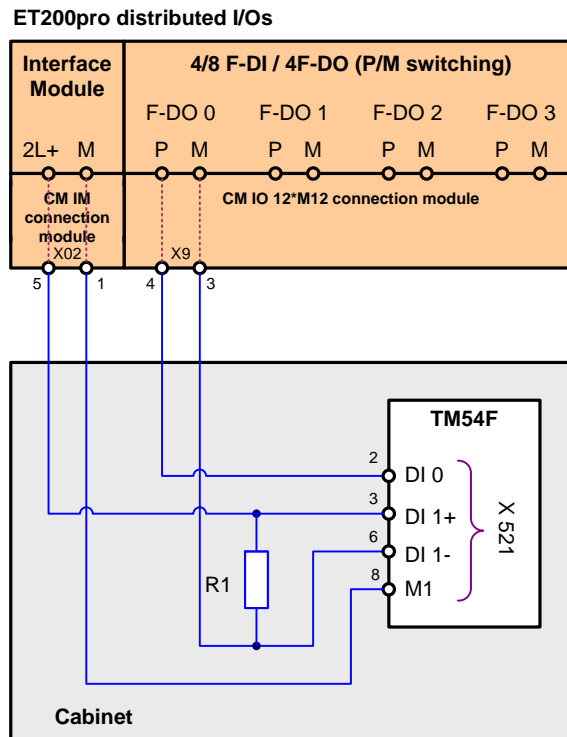 ET200pro distributed I/Os
Interface
Module
4/8 F-DI / 4F-DO (P/M switching)
F-DO 0 F-DO 1 F-DO 2 F-DO 3
2L+ M P M P M P M P M
CM IM
connection
module
CM IO 12*M12 connection module
X02 X9
5 1 4 3
TM54F
2 DI 0
3 DI 1+
6 DI 1-
8 M1
X 521
R1
Cabinet